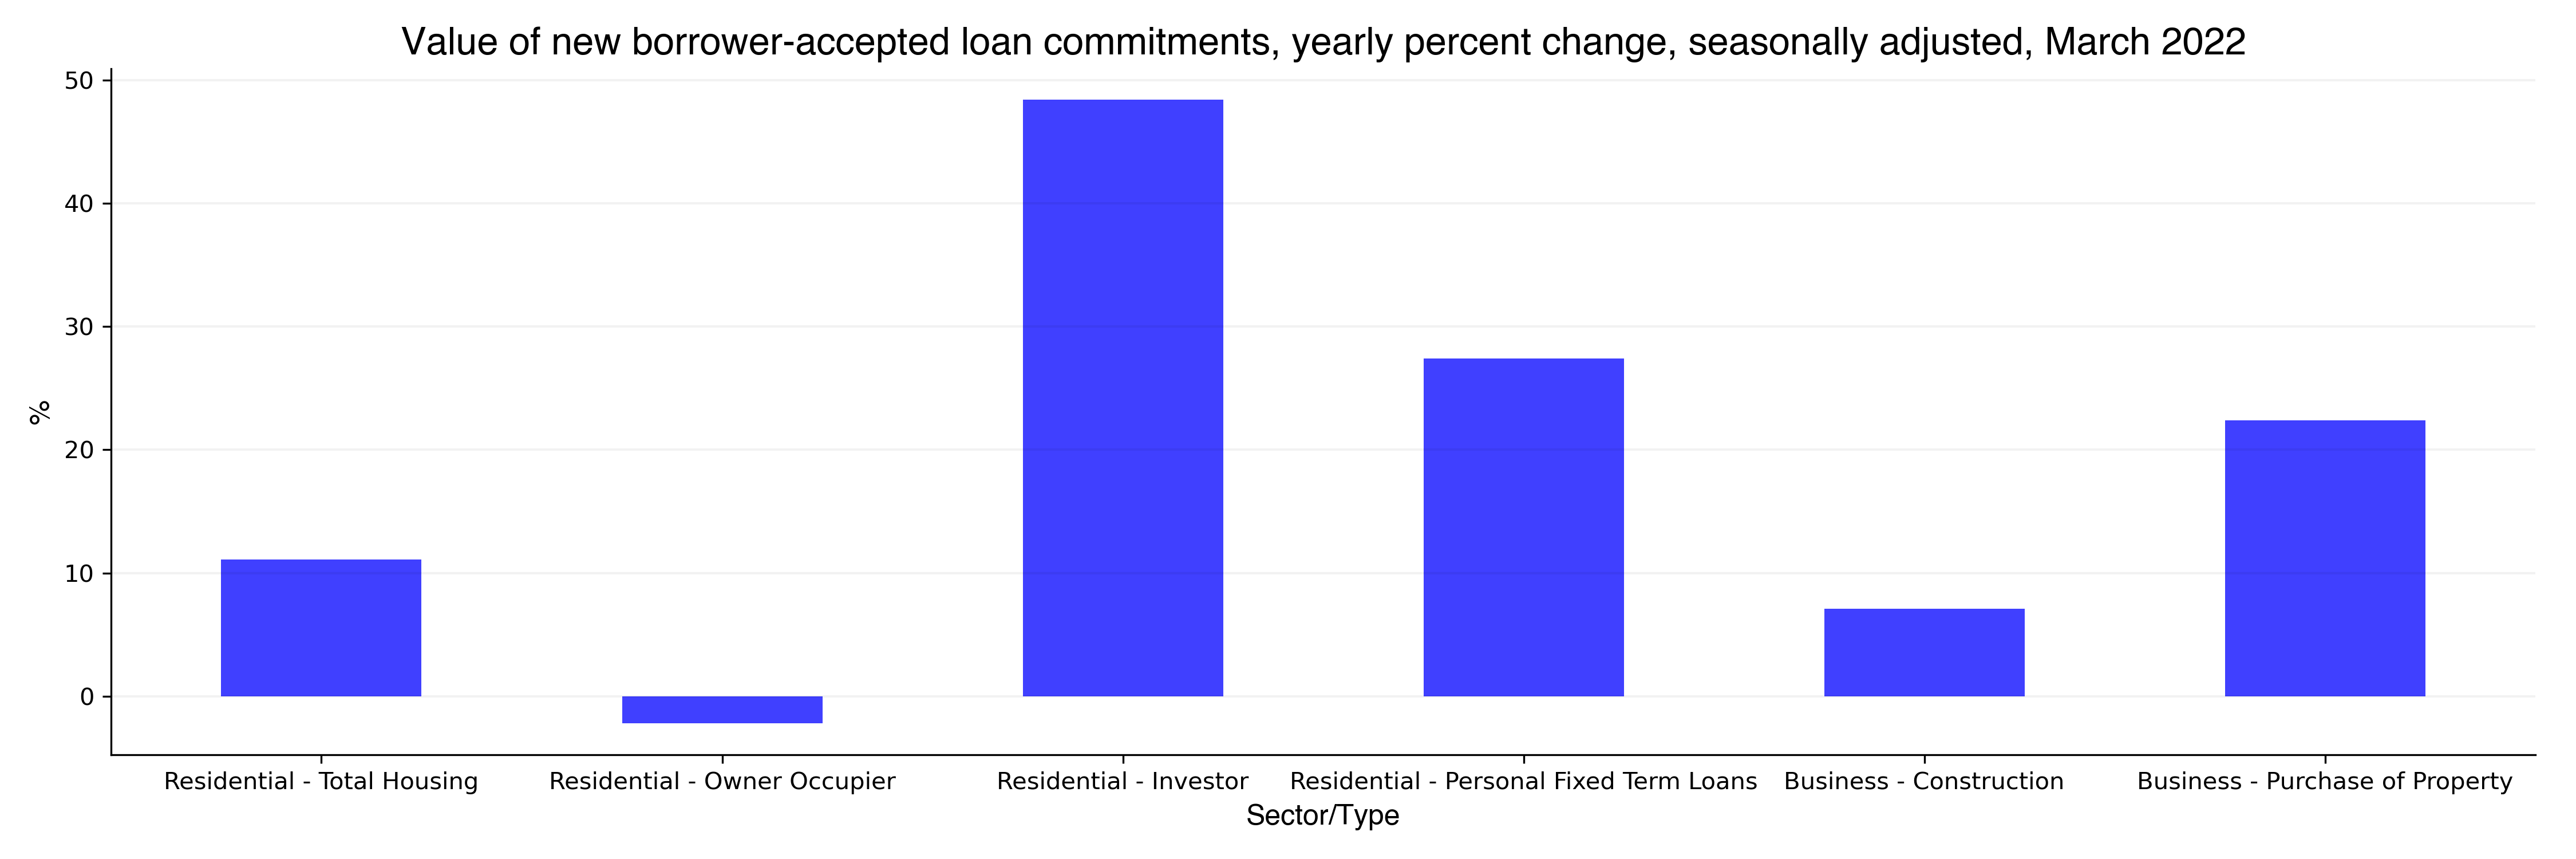 Value of new borrower-accepted loan commitments, yearly percent change, seasonally adjusted, March 2022
50
40
30
20
10
0
%
Residential - Total Housing
Residential - Owner Occupier
Residential - Investor
Residential - Personal Fixed Term Loans
Business - Construction
Business - Purchase of Property
Sector/Type